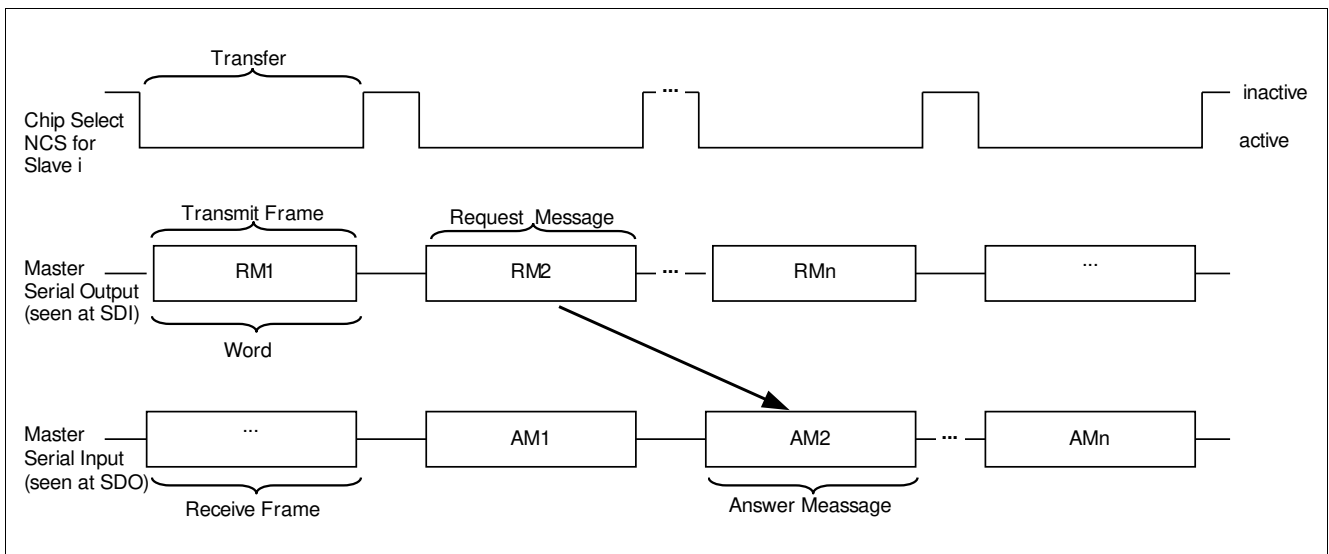 Transfer
...
inactive
Chip Select
NCS for
Slave i
active
Transmit Frame
Request Message
Master
Serial Output
(seen at SDI)
RM1
RM2
...
RMn
...
Word
Master
Serial Input
(seen at SDO)
...
AM1
AM2
...
AMn
Receive Frame
Answer Meassage